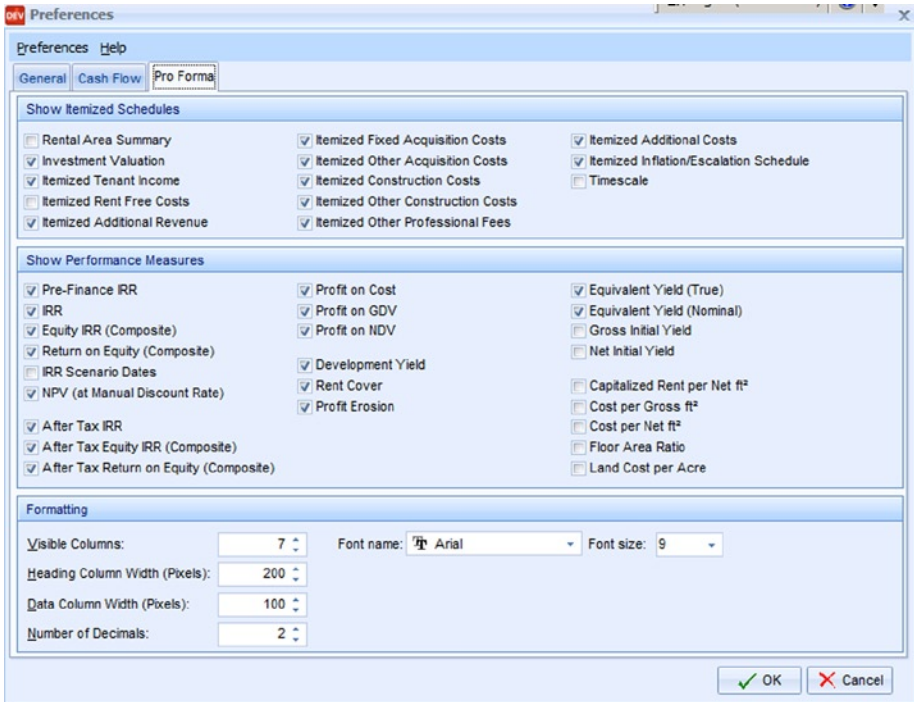 DEV Preferences
Preferences Help
General Cash Flow Pro Forma
Show Itemized Schedules
Rental Area Summary
Investment Valuation
Itemized Tenant Income
Itemized Rent Free Costs
Itemized Additional Revenue
Itemized Fixed Acquisition Costs
Itemized Other Acquisition Costs
Itemized Construction Costs
Itemized Other Construction Costs
Itemized Other Professional Fees
Itemized Additional Costs
Itemized Inflation/Escalation Schedule
Timescale
Show Performance Measures
Pre-Finance IRR
IRR
Equity IRR (Composite)
Return on Equity (Composite)
IRR Scenario Dates
NPV (at Manual Discount Rate)
After Tax IRR
After Tax Equity IRR (Composite)
After Tax Return on Equity (Composite)
Profit on Cost
Profit on GDV
Profit on NDV
Development Yield
Rent Cover
Profit Erosion
Equivalent Yield (True)
Equivalent Yield (Nominal)
Gross Initial Yield
Net Initial Yield
Capitalized Rent per Net ft²
Cost per Gross ft²
Cost per Net ft²
Floor Area Ratio
Land Cost per Acre
Formatting
Visible Columns: 7 Font name: Arial Font size: 9
Heading Column Width (Pixels): 200
Data Column Width (Pixels): 100
Number of Decimals: 2
OK Cancel